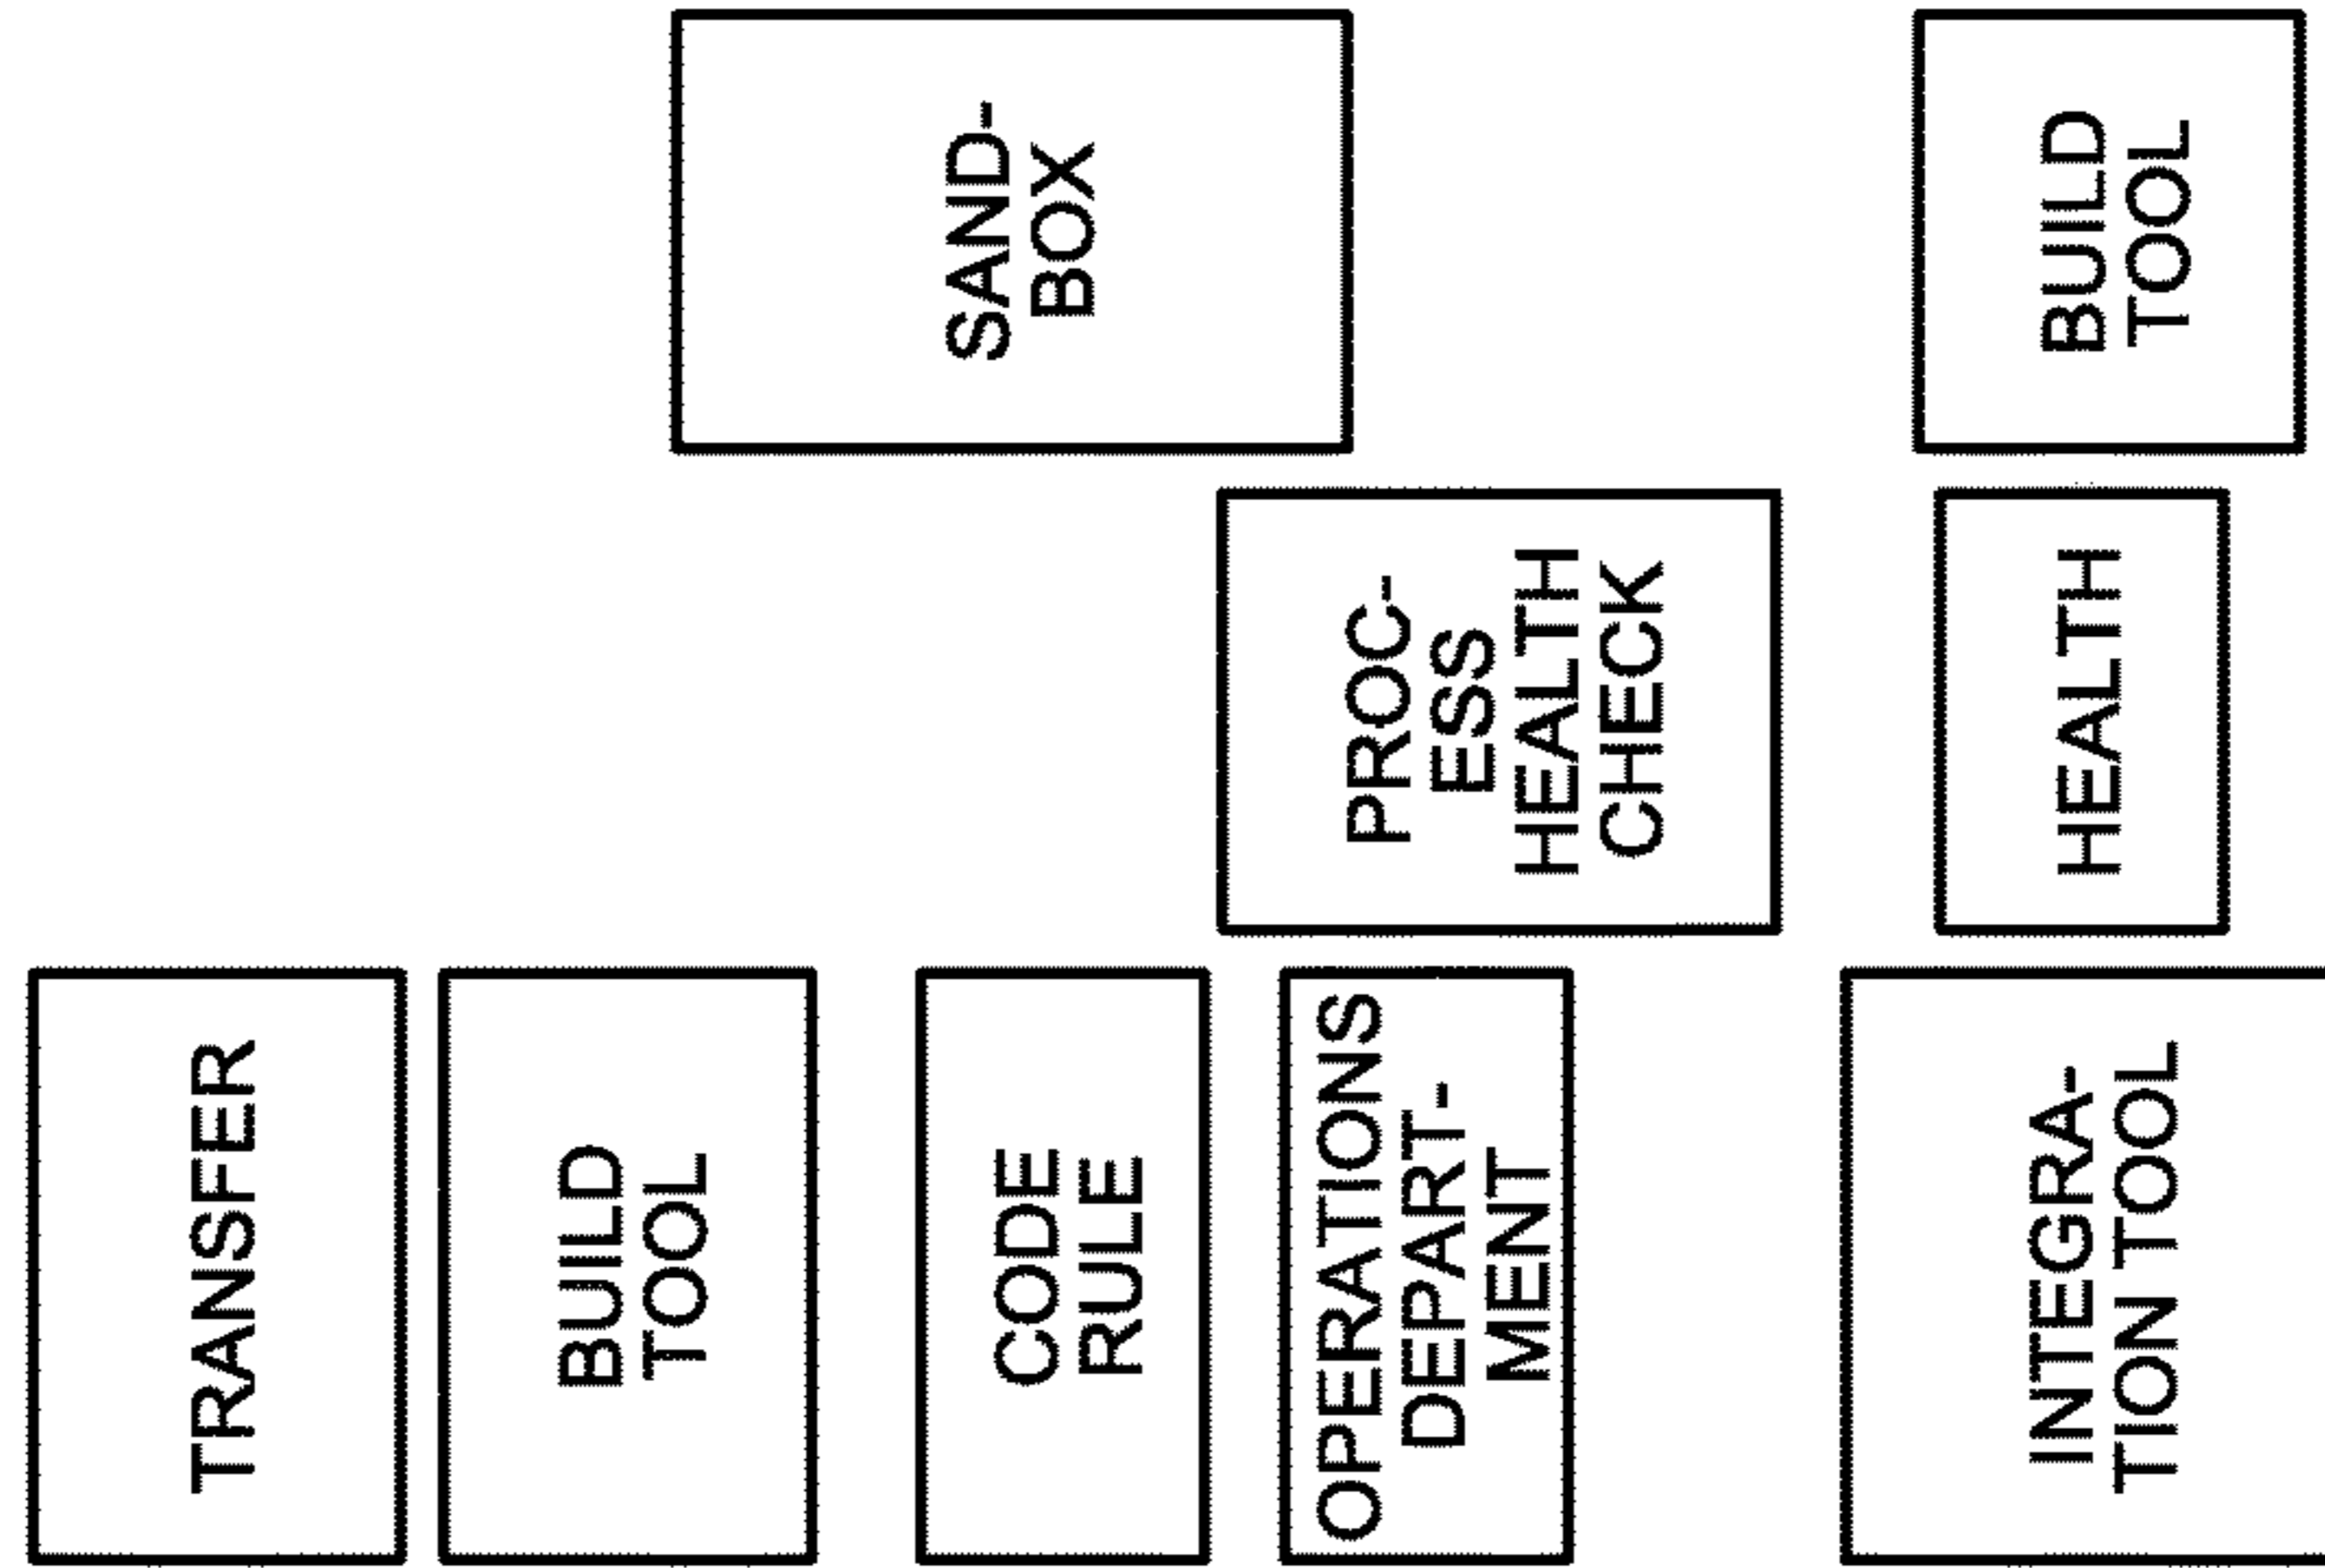 SAND-
BOX
BUILD
TOOL
PROC-
ESS
HEALTH
CHECK
HEALTH
TRANSFER
BUILD
TOOL
CODE
RULE
OPERATIONS
DEPART-
MENT
INTEGRA-
TION TOOL